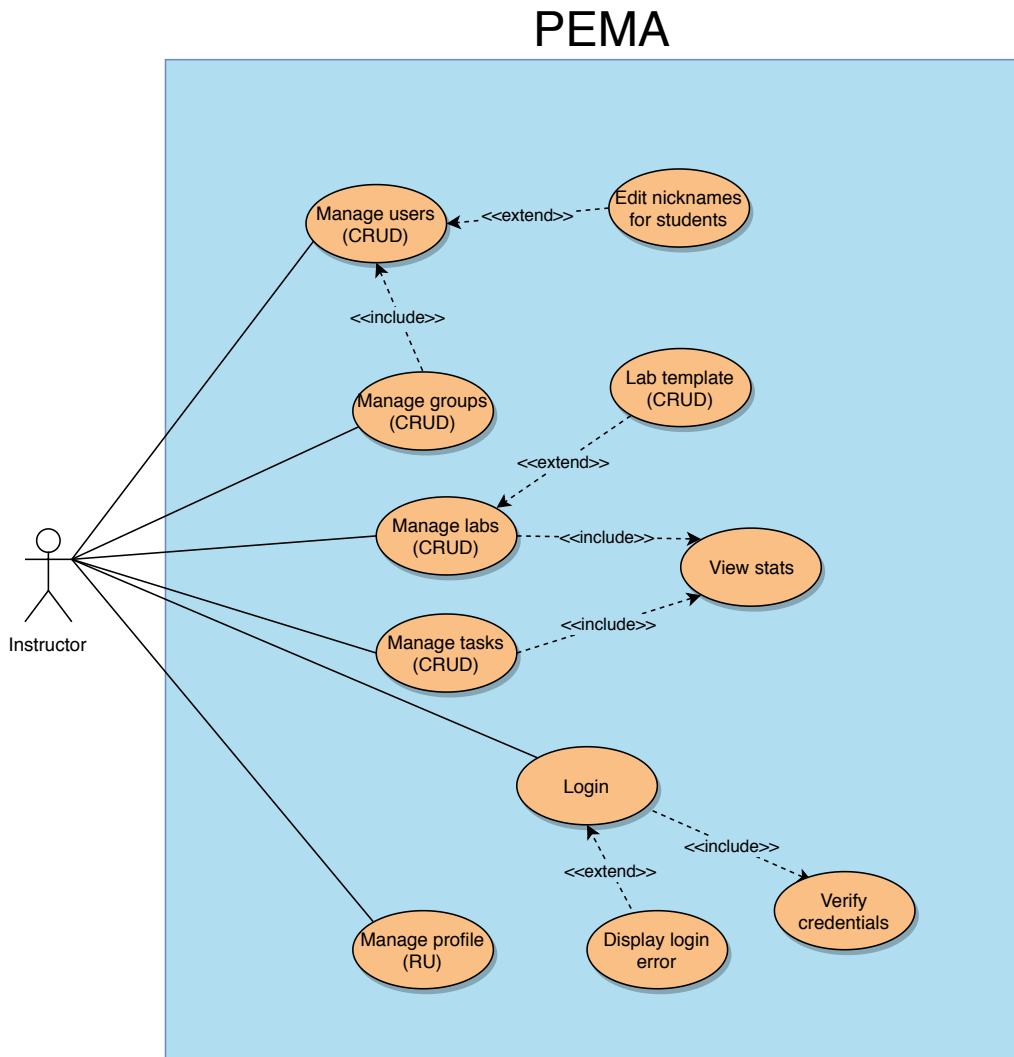 PEMA
Manage users
(CRUD)
<<extend>>
Edit nicknames
for students
<<include>>
Manage groups
(CRUD)
Lab template
(CRUD)
<<extend>>
Manage labs
(CRUD)
<<include>>
View stats
Instructor
Manage tasks
(CRUD)
<<include>>
Login
<<include>>
<<extend>>
Verify
credentials
Manage profile
(RU)
Display login
error